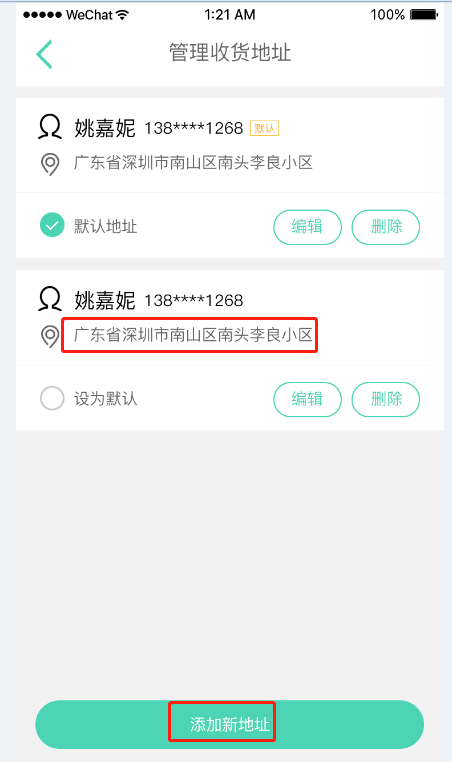 WeChat 1:21 AM 100%
管理收货地址
姚嘉妮 138****1268 默认
广东省深圳市南山区南头李良小区
默认地址 编辑 删除
姚嘉妮 138****1268
广东省深圳市南山区南头李良小区
设为默认 编辑 删除
添加新地址